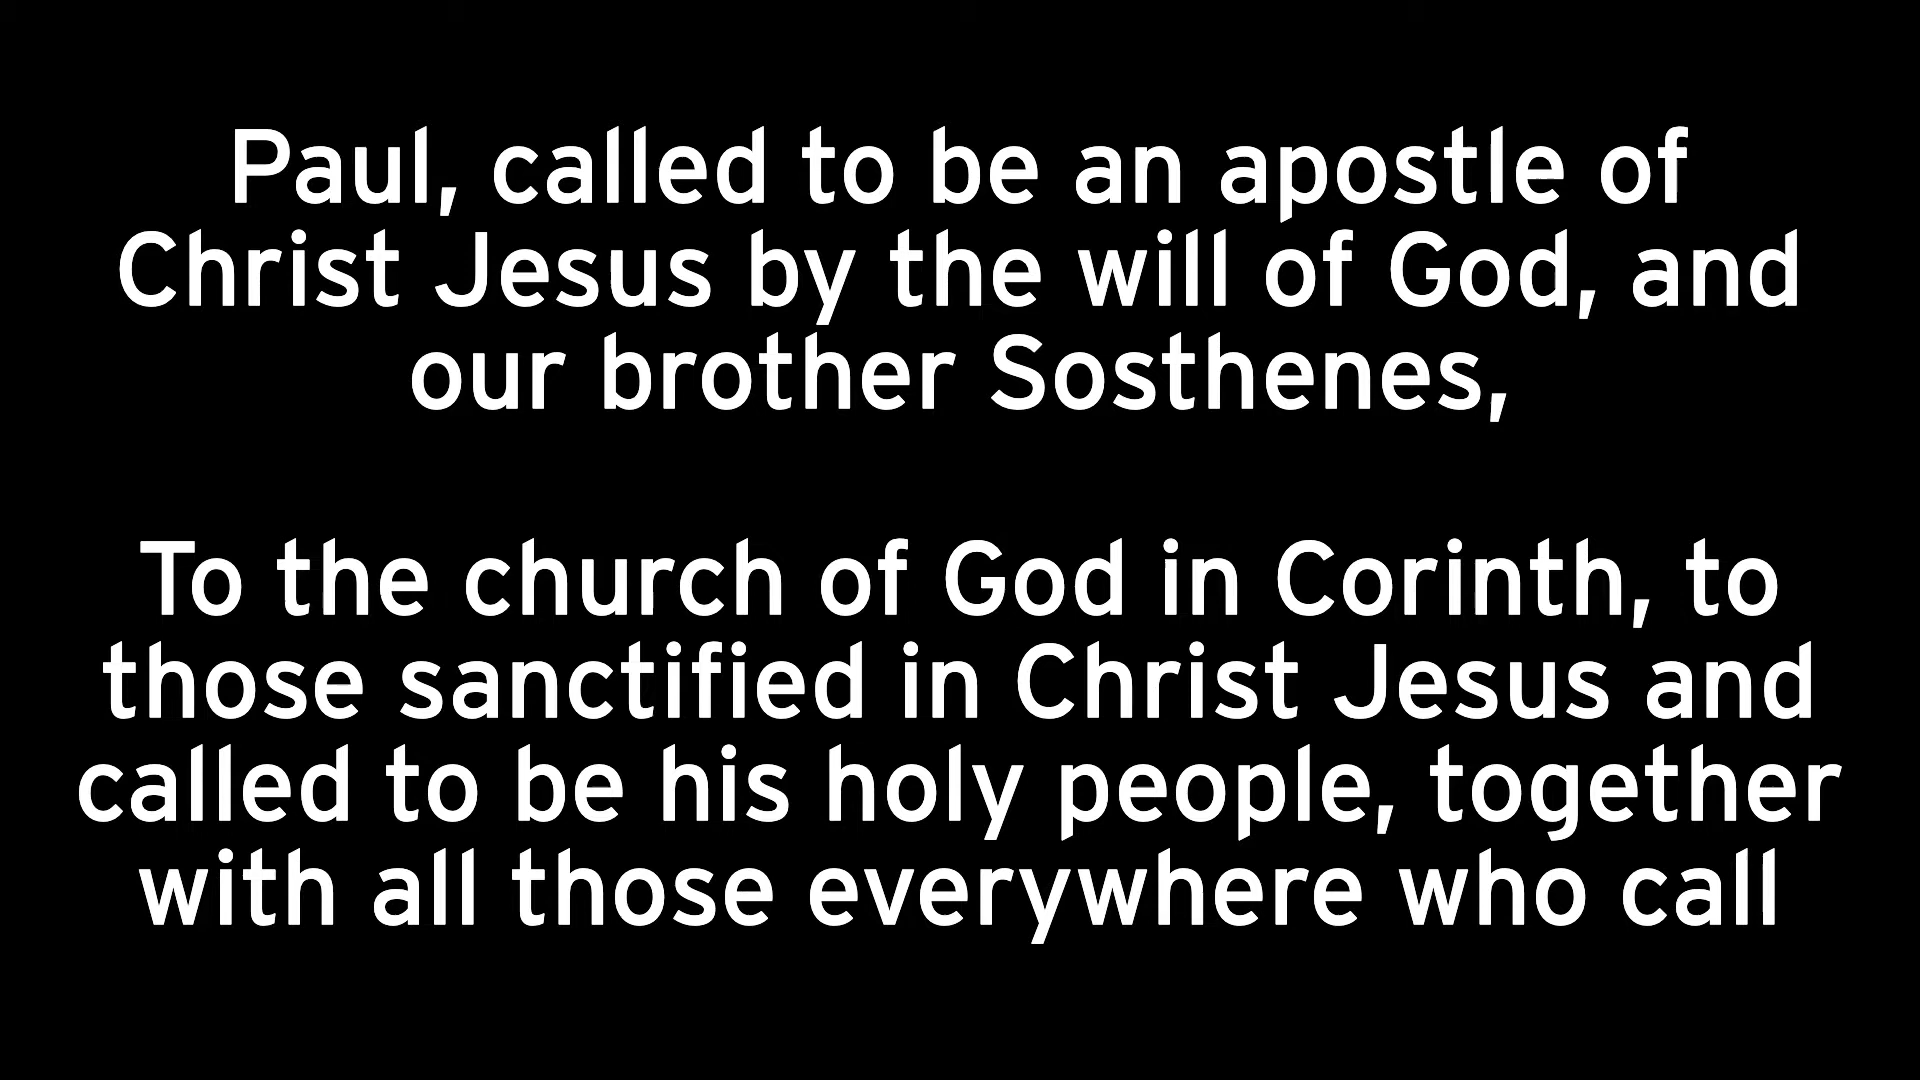 Paul, called to be an apostle of
Christ Jesus by the will of God, and
our brother Sosthenes,
To the church of God in Corinth, to
those sanctified in Christ Jesus and
called to be his holy people, together
with all those everywhere who call